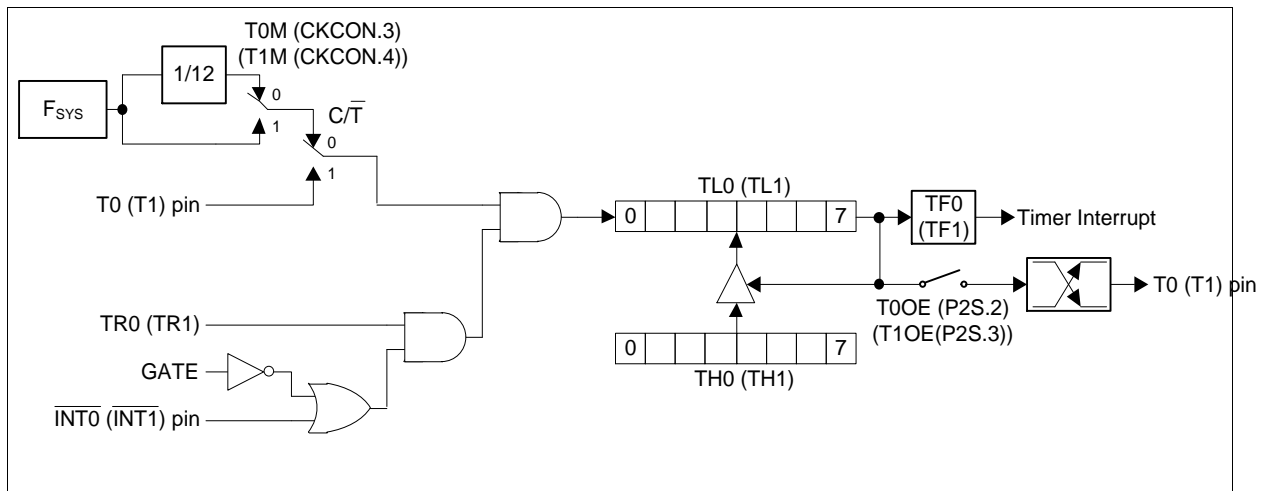 T0M (CKCON.3)
(T1M (CKCON.4))
1/12
FSYS
0
1
C/T̅
0
1
T0 (T1) pin
TL0 (TL1)
0 7
TF0
(TF1)
Timer Interrupt
T0OE (P2S.2)
(T1OE(P2S.3))
T0 (T1) pin
TR0 (TR1)
0 7
TH0 (TH1)
GATE
I̅N̅T̅0̅ (I̅N̅T̅1̅) pin